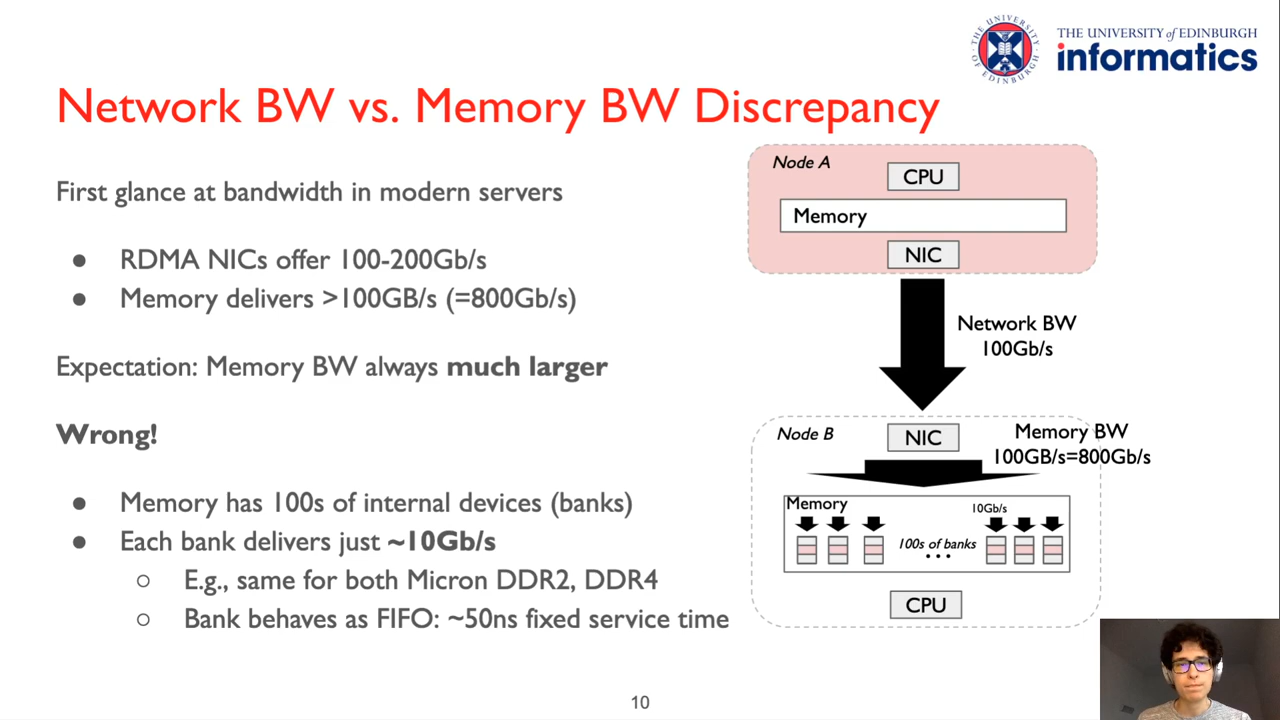 THE UNIVERSITY of EDINBURGH
informatics
Network BW vs. Memory BW Discrepancy
First glance at bandwidth in modern servers
● RDMA NICs offer 100-200Gb/s
● Memory delivers >100GB/s (=800Gb/s)
Expectation: Memory BW always much larger
Wrong!
● Memory has 100s of internal devices (banks)
● Each bank delivers just ~10Gb/s
○ E.g., same for both Micron DDR2, DDR4
○ Bank behaves as FIFO: ~50ns fixed service time
Node A
CPU
Memory
NIC
Network BW
100Gb/s
Node B
NIC
Memory BW
100GB/s=800Gb/s
Memory
10Gb/s
100s of banks
• • •
CPU
10